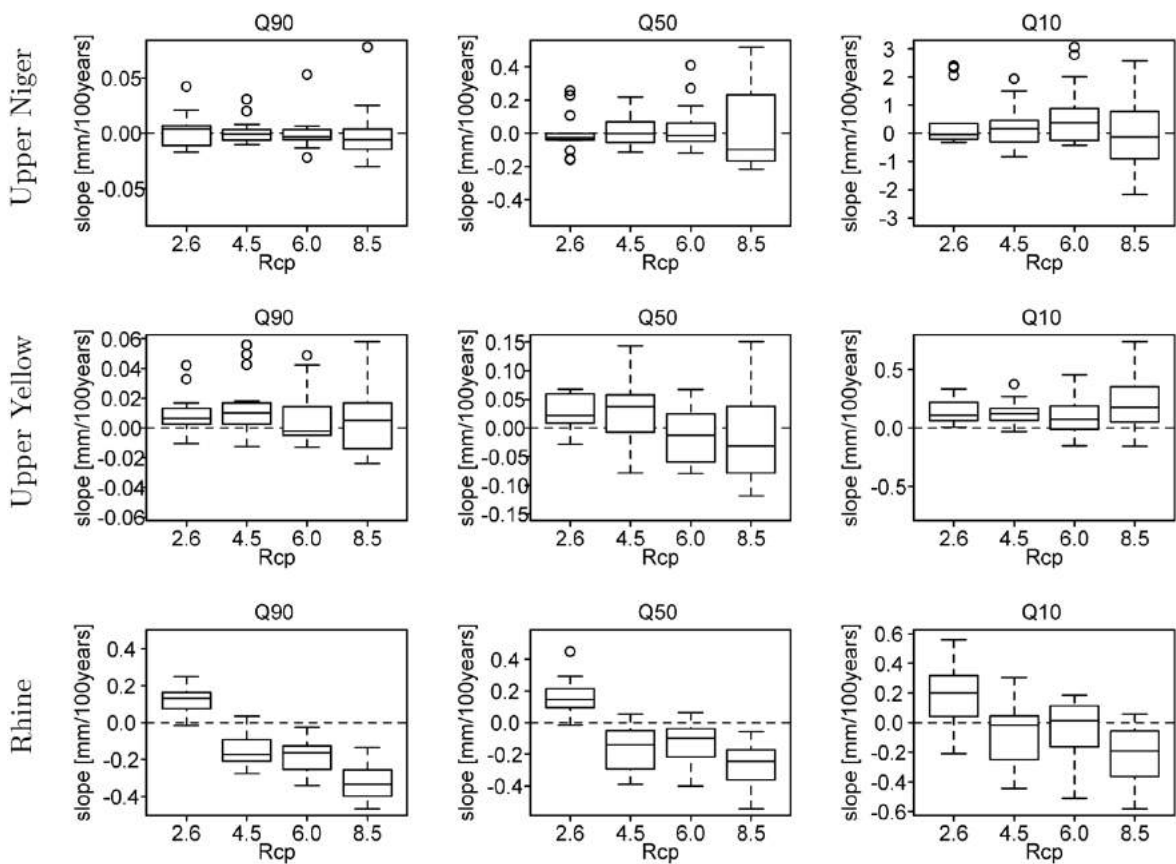 Upper Niger
Q90
slope [mm/100years]
0.05
0.00
-0.05
2.6 4.5 6.0 8.5
Rcp
Q50
slope [mm/100years]
0.4
0.2
0.0
-0.2
-0.4
2.6 4.5 6.0 8.5
Rcp
Q10
slope [mm/100years]
3
2
1
0
-1
-2
-3
2.6 4.5 6.0 8.5
Rcp
Upper Yellow
Q90
slope [mm/100years]
0.06
0.04
0.02
0.00
-0.02
-0.04
-0.06
2.6 4.5 6.0 8.5
Rcp
Q50
slope [mm/100years]
0.15
0.10
0.05
0.00
-0.05
-0.10
-0.15
2.6 4.5 6.0 8.5
Rcp
Q10
slope [mm/100years]
0.5
0.0
-0.5
2.6 4.5 6.0 8.5
Rcp
Rhine
Q90
slope [mm/100years]
0.4
0.2
0.0
-0.2
-0.4
2.6 4.5 6.0 8.5
Rcp
Q50
slope [mm/100years]
0.4
0.2
0.0
-0.2
-0.4
2.6 4.5 6.0 8.5
Rcp
Q10
slope [mm/100years]
0.6
0.4
0.2
0.0
-0.2
-0.4
-0.6
2.6 4.5 6.0 8.5
Rcp